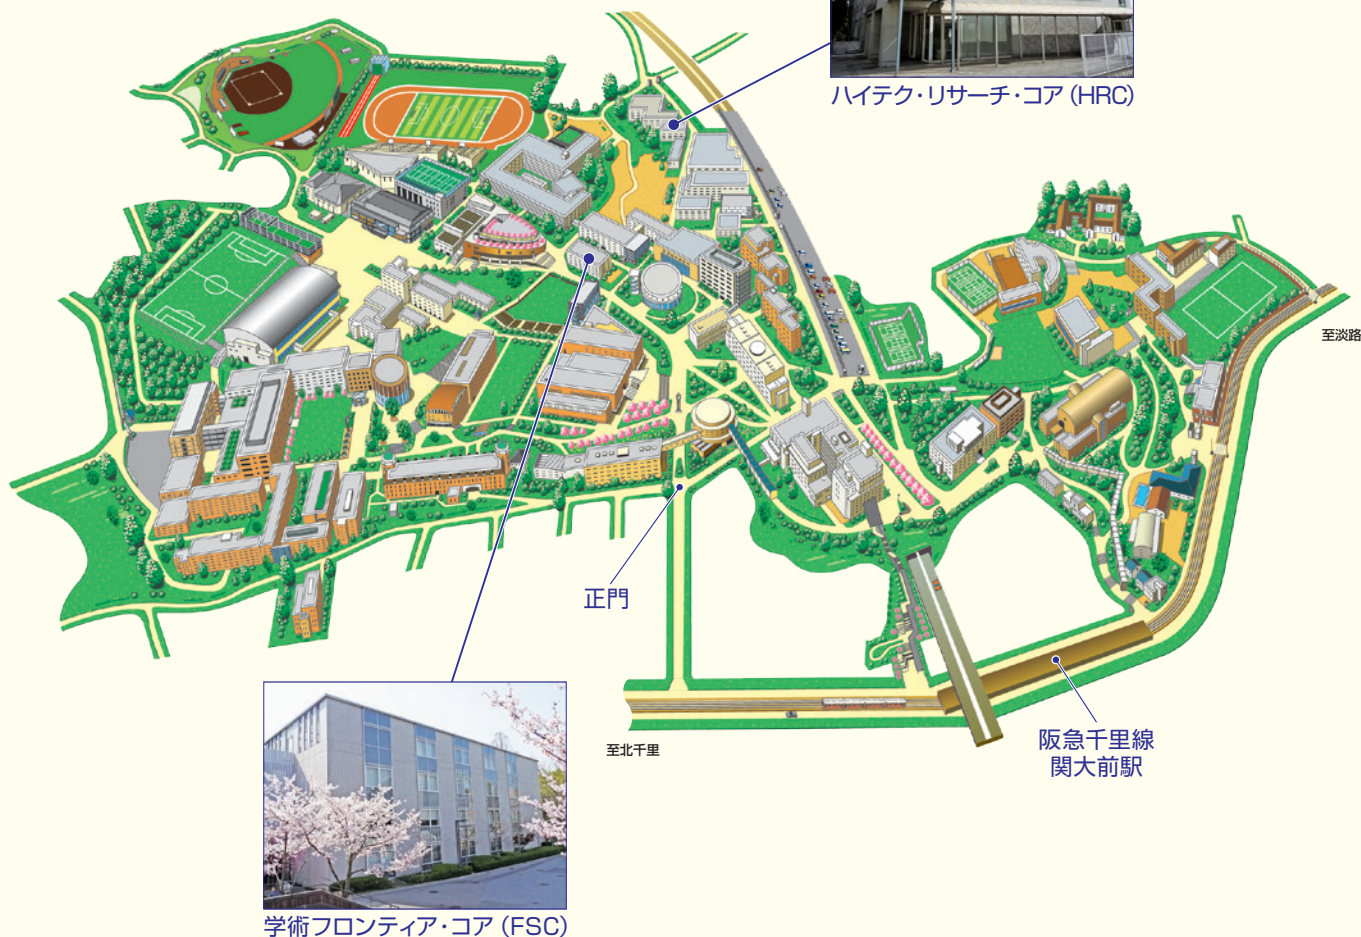 ハイテク・リサーチ・コア (HRC)
至淡路
正門
至北千里
阪急千里線
関大前駅
学術フロンティア・コア (FSC)